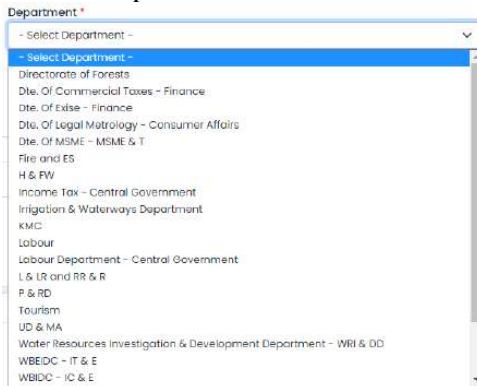 Department *
- Select Department -
- Select Department -
Directorate of Forests
Dte. Of Commercial Taxes - Finance
Dte. Of Exise - Finance
Dte. Of Legal Metrology - Consumer Affairs
Dte. Of MSME - MSME & T
Fire and ES
H & FW
Income Tax - Central Government
Irrigation & Waterways Department
KMC
Labour
Labour Department - Central Government
L & LR and RR & R
P & RD
Tourism
UD & MA
Water Resources Investigation & Development Department - WRI & DD
WBEIDC - IT & E
WBIDC - IC & E